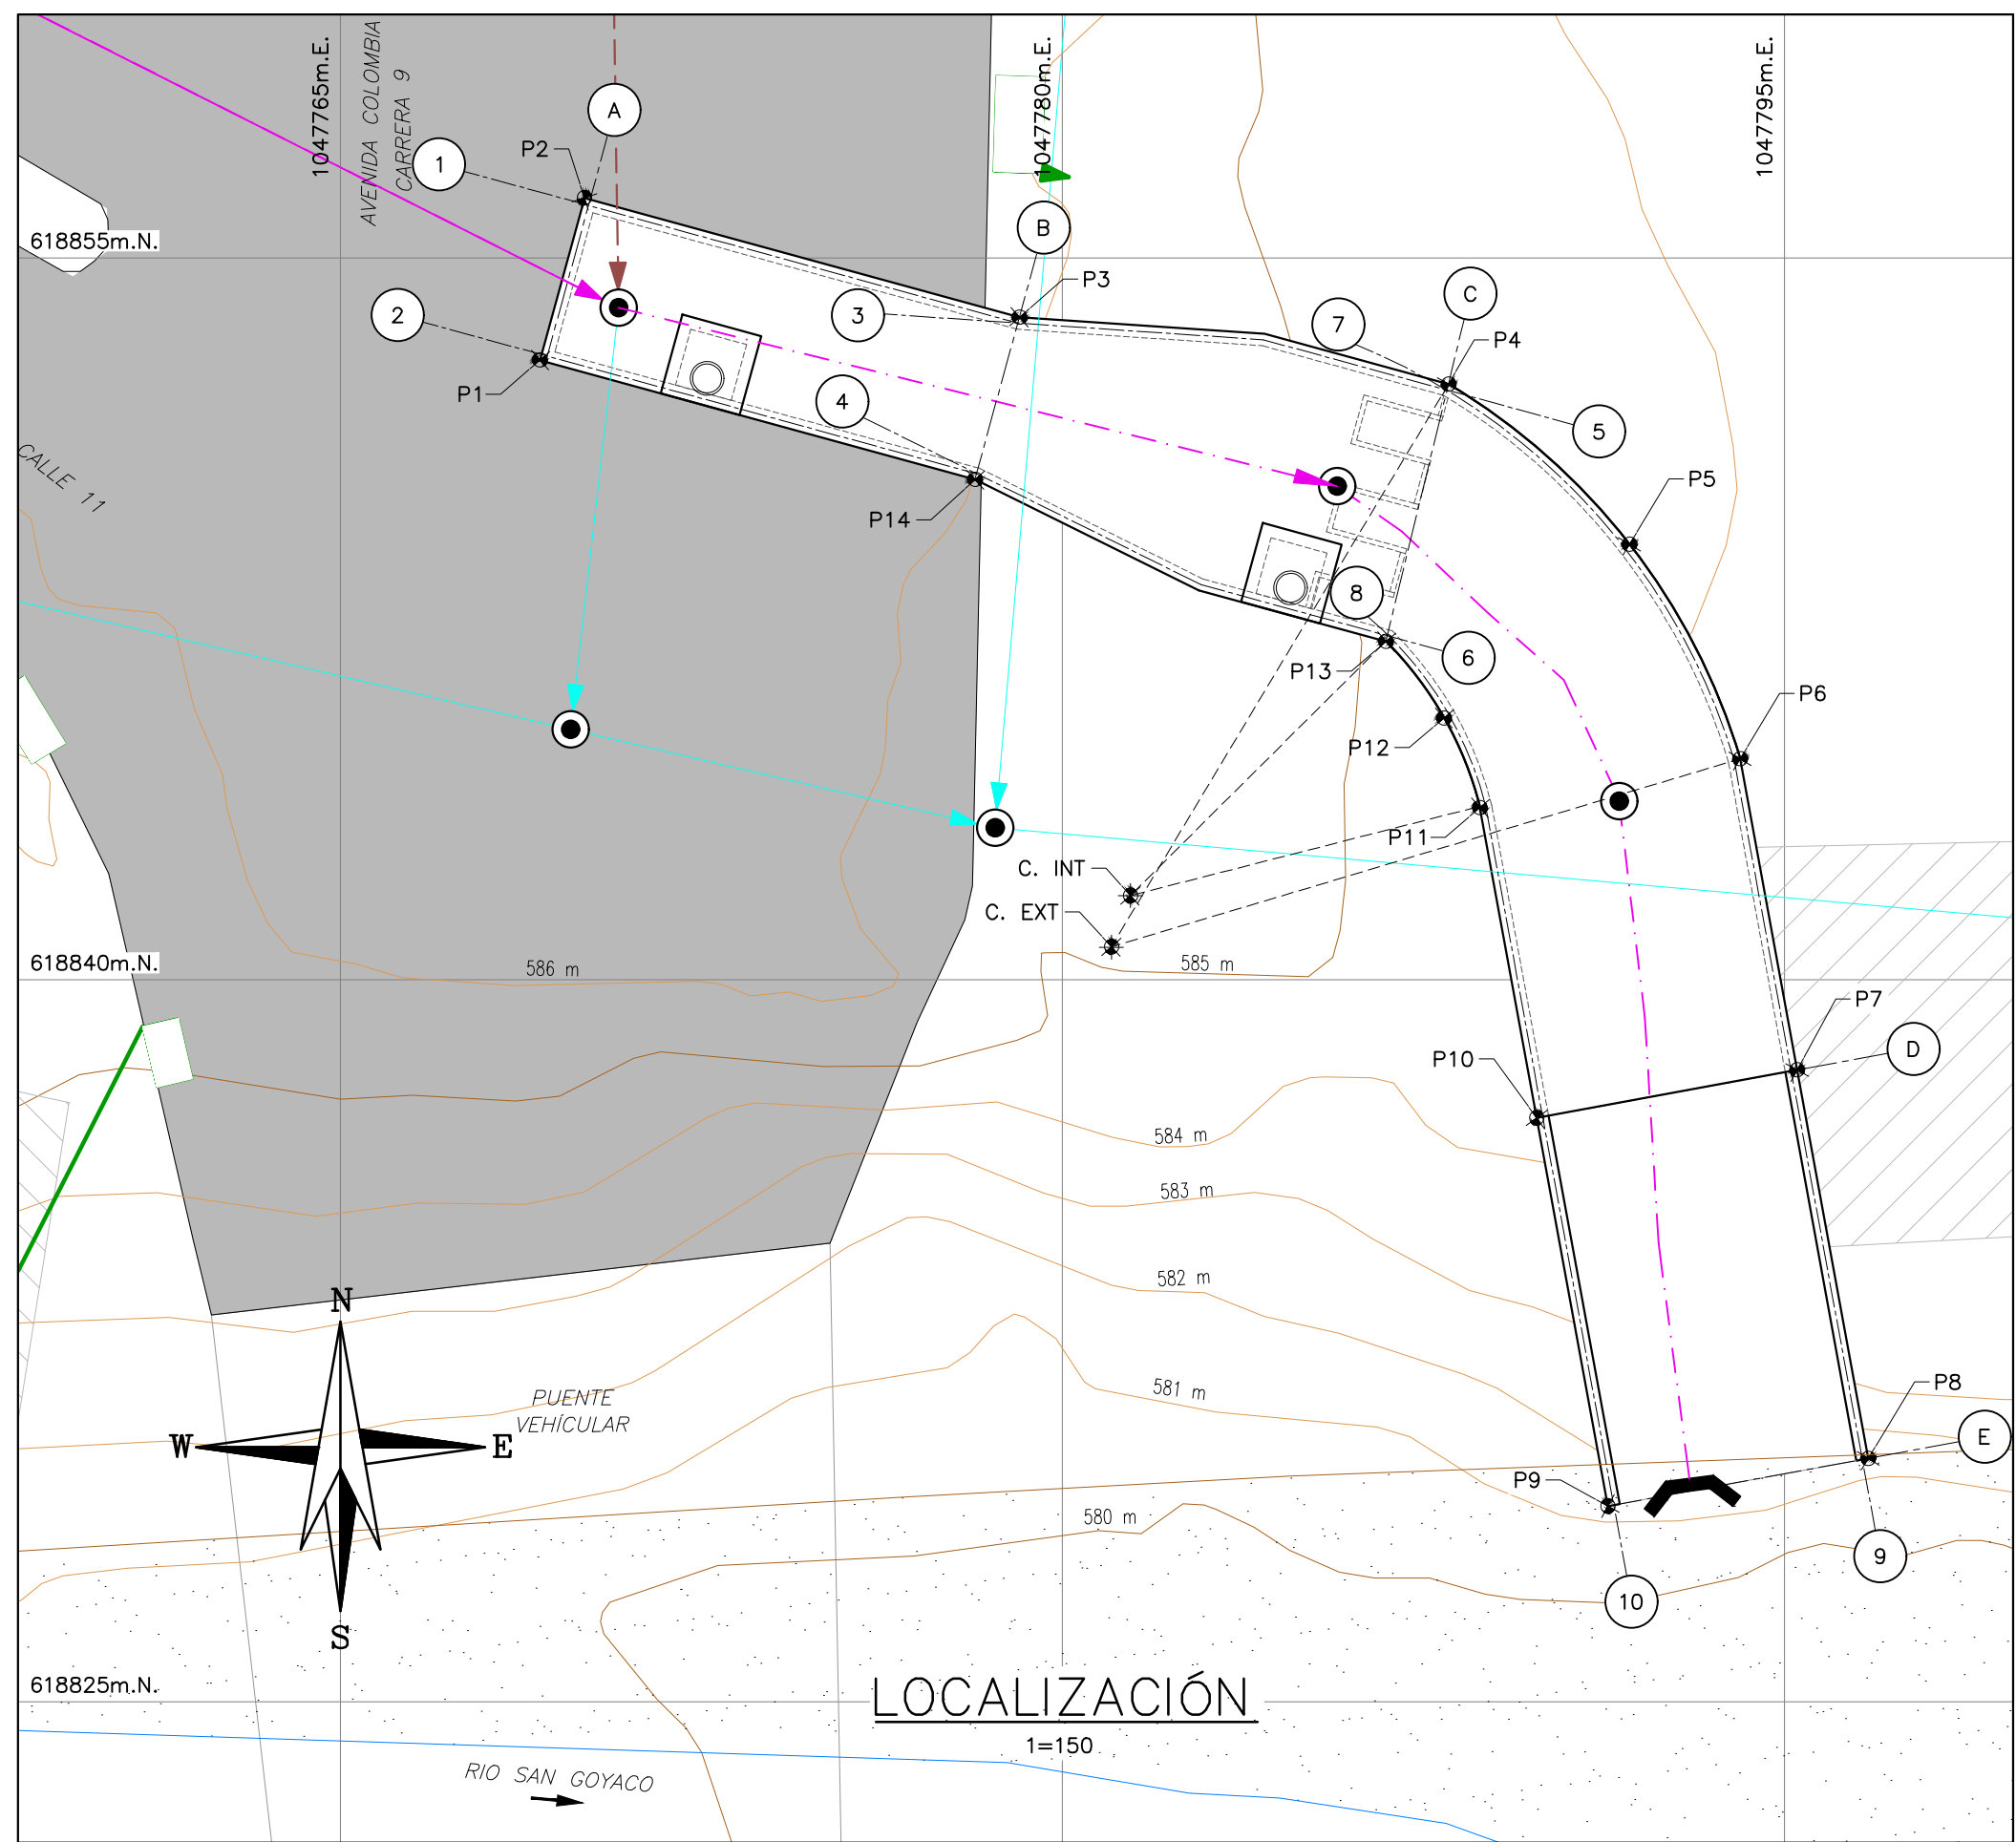 1047765m.E.
1047780m.E.
1047795m.E.
AVENIDA COLOMBIA
CARRERA 9
A
1
P2
B
618855m.N.
P3
C
2
3
7
P4
P1
4
5
CALLE 11
P14
P5
8
6
P13
P6
P12
P11
C. INT
C. EXT
618840m.N.
586 m
585 m
P7
P10
D
584 m
583 m
582 m
N
581 m
PUENTE
VEHÍCULAR
W
E
P8
E
P9
580 m
9
10
S
618825m.N.
LOCALIZACIÓN
1=150
RIO SAN GOYACO